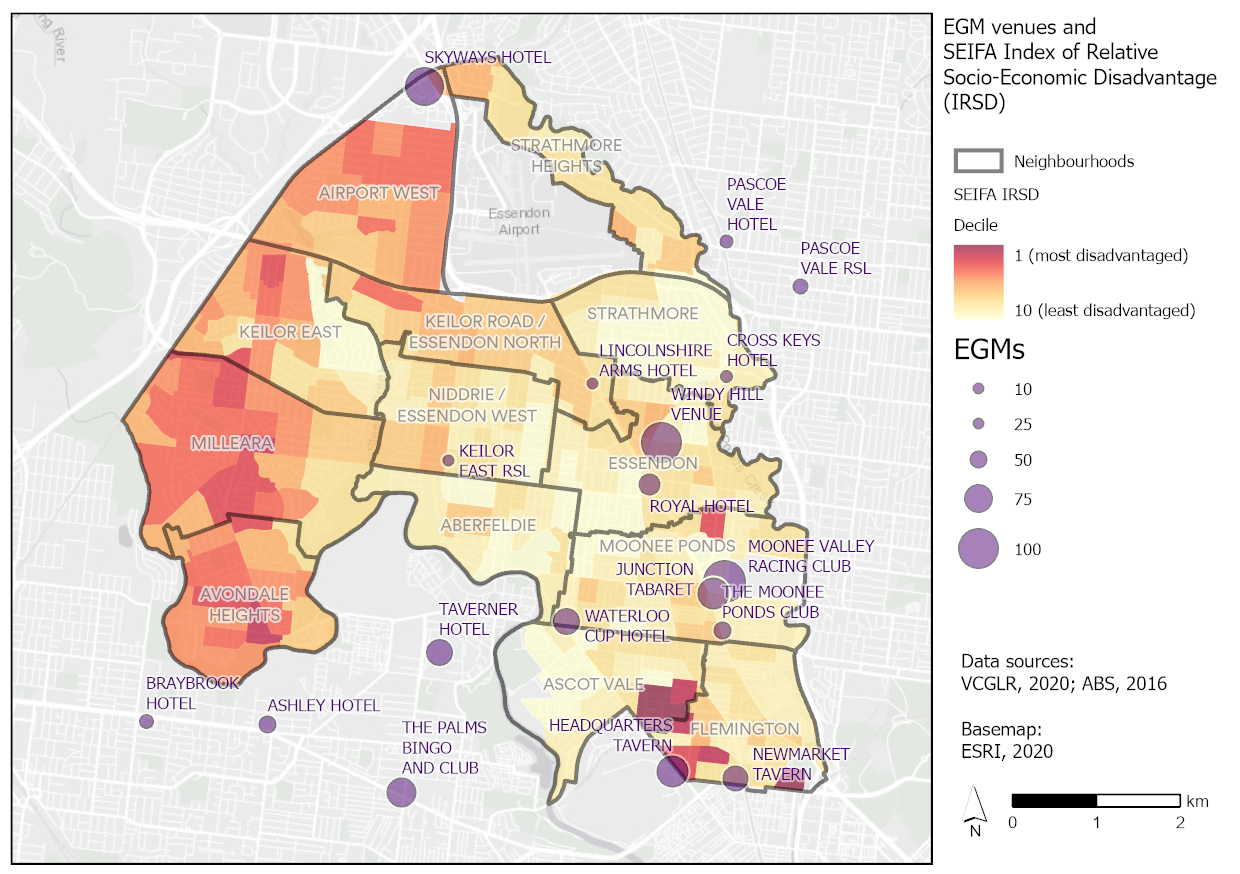 River
SKYWAYS HOTEL
STRATHMORE
HEIGHTS
AIRPORT WEST
Essendon
Airport
PASCOE
VALE
HOTEL
PASCOE
VALE RSL
STRATHMORE
KEILOR EAST
KEILOR ROAD /
ESSENDON NORTH
LINCOLNSHIRE
ARMS HOTEL
CROSS KEYS
HOTEL
NIDDRIE /
ESSENDON WEST
WINDY HILL
VENUE
MILLEARA
KEILOR
EAST RSL
ESSENDON
ROYAL HOTEL
ABERFELDIE
MOONEE PONDS
MOONEE VALLEY
RACING CLUB
JUNCTION
TABARET
THE MOONEE
PONDS CLUB
AVONDALE
HEIGHTS
TAVERNER
HOTEL
WATERLOO
CUP HOTEL
ASCOT VALE
BRAYBROOK
HOTEL
ASHLEY HOTEL
THE PALMS
BINGO
AND CLUB
HEADQUARTERS
TAVERN
FLEMINGTON
NEWMARKET
TAVERN
EGM venues and
SEIFA Index of Relative
Socio-Economic Disadvantage
(IRSD)
Neighbourhoods
SEIFA IRSD
Decile
1 (most disadvantaged)
10 (least disadvantaged)
EGMs
10
25
50
75
100
Data sources:
VCGLR, 2020; ABS, 2016
Basemap:
ESRI, 2020
N
km
0 1 2